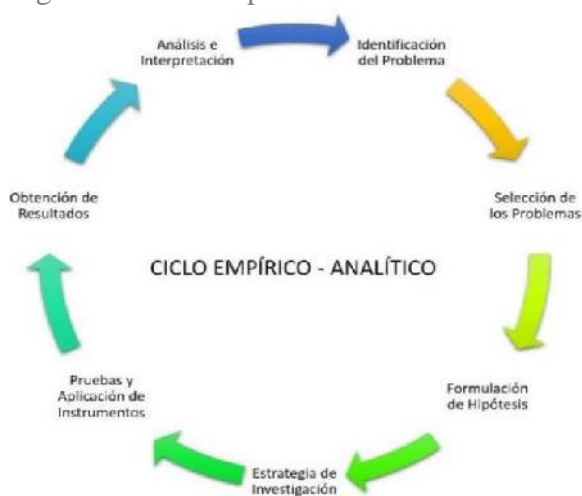 Análisis e
Interpretación
Identificación
del Problema
Selección de
los Problemas
Formulación
de Hipótesis
Estrategia de
Investigación
Pruebas y
Aplicación de
Instrumentos
Obtención de
Resultados
CICLO EMPÍRICO - ANALÍTICO